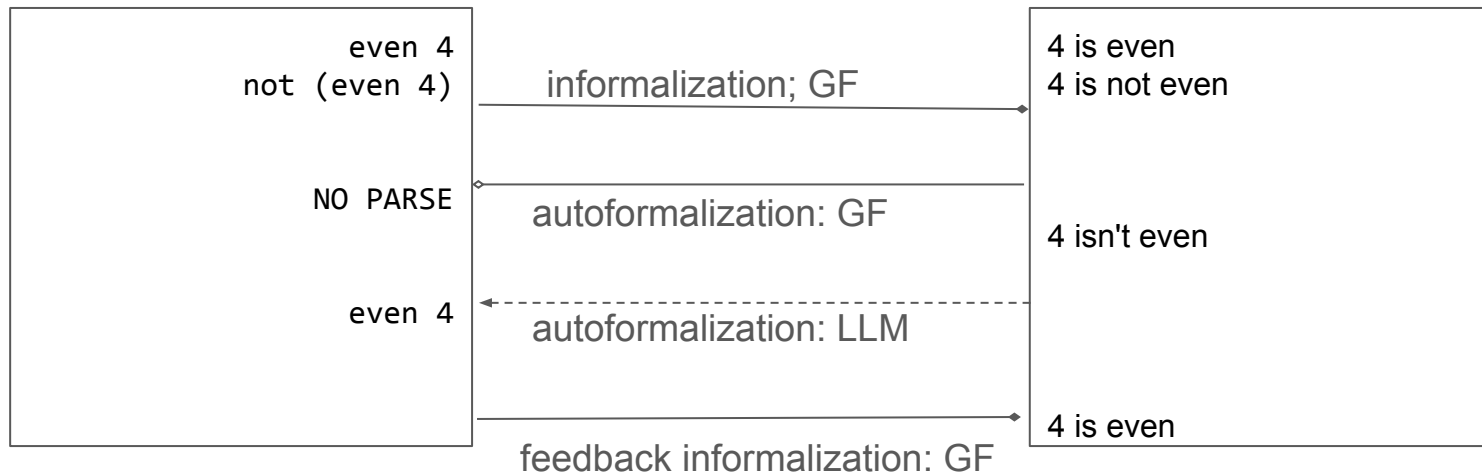 even 4
not (even 4)
informalization; GF
4 is even
4 is not even
NO PARSE
autoformalization: GF
4 isn't even
even 4
autoformalization: LLM
4 is even
feedback informalization: GF